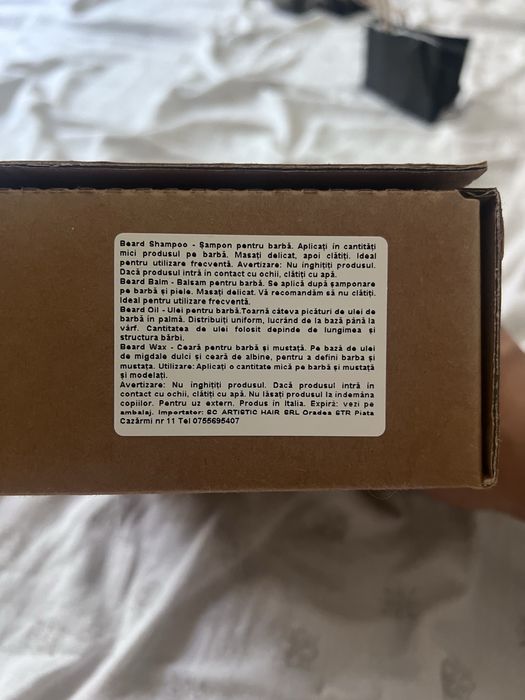 Beard Shampoo - Șampon pentru barbă. Aplicați în cantități
mici produsul pe barbă. Masați delicat, apoi clătiți. Ideal
pentru utilizare frecventă. Avertizare: Nu înghițiți produsul.
Dacă produsul intră în contact cu ochii, clătiți cu apă.
Beard Balm - Balsam pentru barbă. Se aplică după șamponare
pe barbă și piele. Masați delicat. Vă recomandăm să nu clătiți.
Ideal pentru utilizare frecventă.
Beard Oil - Ulei pentru barbă.Toarnă câteva picături de ulei de
barbă în palmă. Distribuiți uniform, lucrând de la bază până la
vârf. Cantitatea de ulei folosit depinde de lungimea și
structura bărbi.
Beard Wax - Ceară pentru barbă și mustață. Pe bază de ulei
de migdale dulci și ceară de albine, pentru a defini barba și
mustața. Utilizare: Aplicați o cantitate mică pe barbă și mustață
și modelați.
Avertizare: Nu înghițiți produsul. Dacă produsul intră în
contact cu ochii, clătiți cu apă. Nu lăsați produsul la îndemâna
copiilor. Pentru uz extern. Produs în Italia. Expiră: vezi pe
ambalaj. Importator: SC ARTISTIC HAIR SRL Oradea STR Piata
Cazărmi nr 11 Tel 0755695407